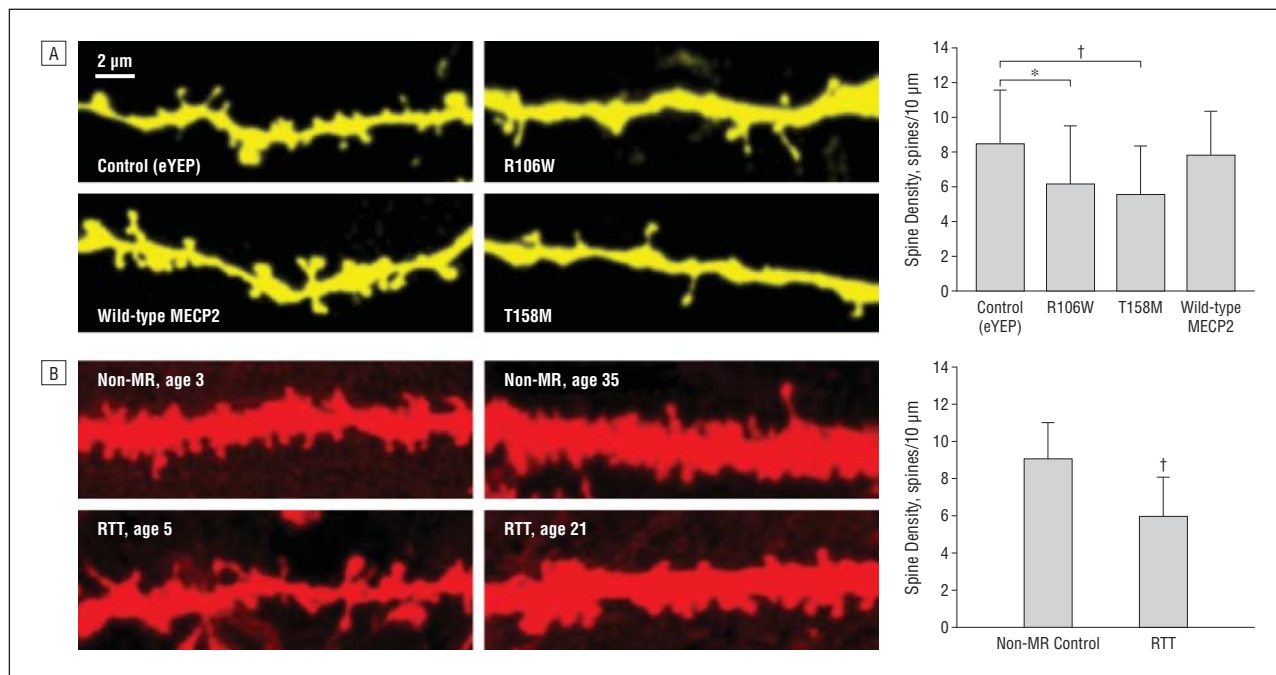 A
2 μm
Control (eYEP)
R106W
Wild-type MECP2
T158M
14
12
10
8
6
4
2
0
Spine Density, spines/10 μm
*
†
Control
(eYEP)
R106W
T158M
Wild-type
MECP2
B
Non-MR, age 3
Non-MR, age 35
RTT, age 5
RTT, age 21
14
12
10
8
6
4
2
0
Spine Density, spines/10 μm
†
Non-MR Control
RTT